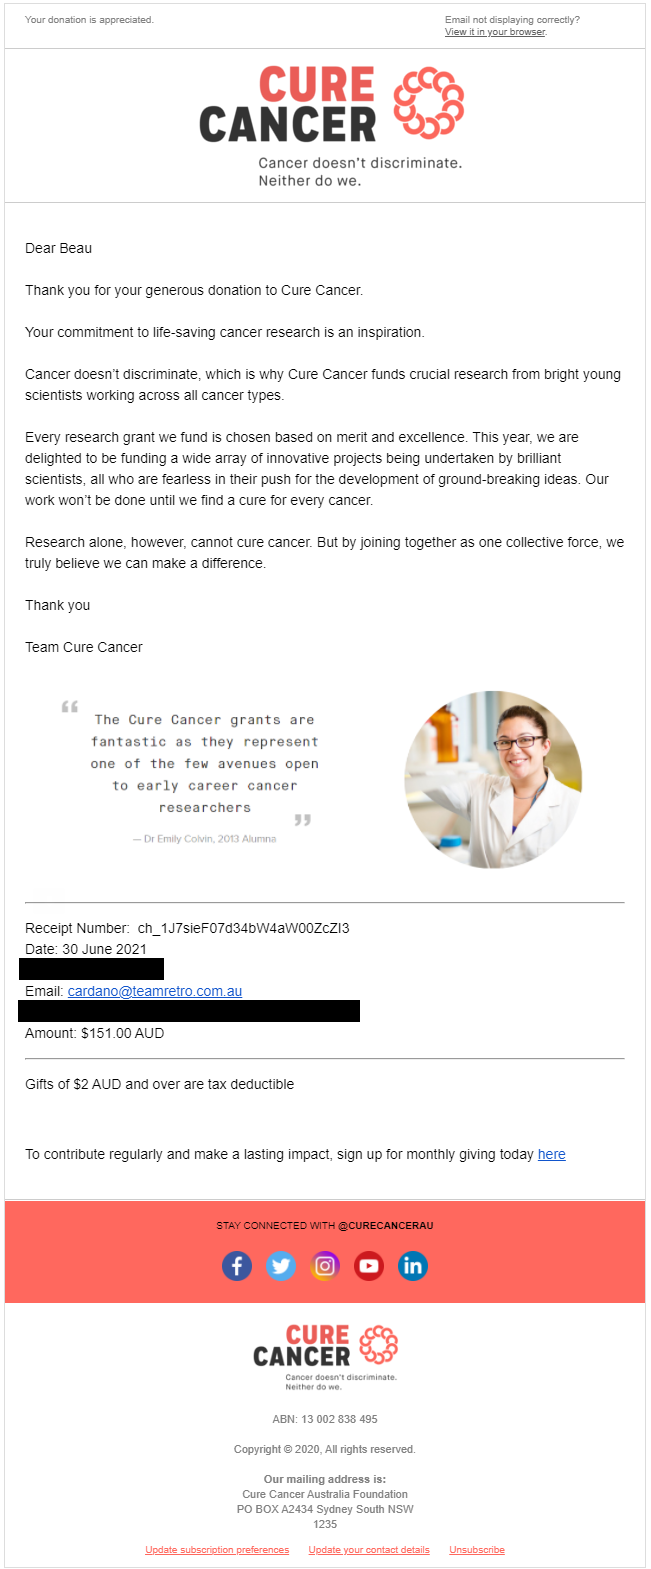 Your donation is appreciated.
Email not displaying correctly?
View it in your browser.
CURE
CANCER
Cancer doesn't discriminate.
Neither do we.
Dear Beau
Thank you for your generous donation to Cure Cancer.
Your commitment to life-saving cancer research is an inspiration.
Cancer doesn’t discriminate, which is why Cure Cancer funds crucial research from bright young
scientists working across all cancer types.
Every research grant we fund is chosen based on merit and excellence. This year, we are
delighted to be funding a wide array of innovative projects being undertaken by brilliant
scientists, all who are fearless in their push for the development of ground-breaking ideas. Our
work won’t be done until we find a cure for every cancer.
Research alone, however, cannot cure cancer. But by joining together as one collective force, we
truly believe we can make a difference.
Thank you
Team Cure Cancer
“ The Cure Cancer grants are
fantastic as they represent
one of the few avenues open
to early career cancer
researchers ”
— Dr Emily Colvin, 2013 Alumna
Receipt Number:  ch_1J7sieF07d34bW4aW00ZcZI3
Date: 30 June 2021
Email: cardano@teamretro.com.au
Amount: $151.00 AUD
Gifts of $2 AUD and over are tax deductible
To contribute regularly and make a lasting impact, sign up for monthly giving today here
STAY CONNECTED WITH @CURECANCERAU
CURE
CANCER
Cancer doesn't discriminate.
Neither do we.
ABN: 13 002 838 495
Copyright © 2020, All rights reserved.
Our mailing address is:
Cure Cancer Australia Foundation
PO BOX A2434 Sydney South NSW
1235
Update subscription preferences Update your contact details Unsubscribe